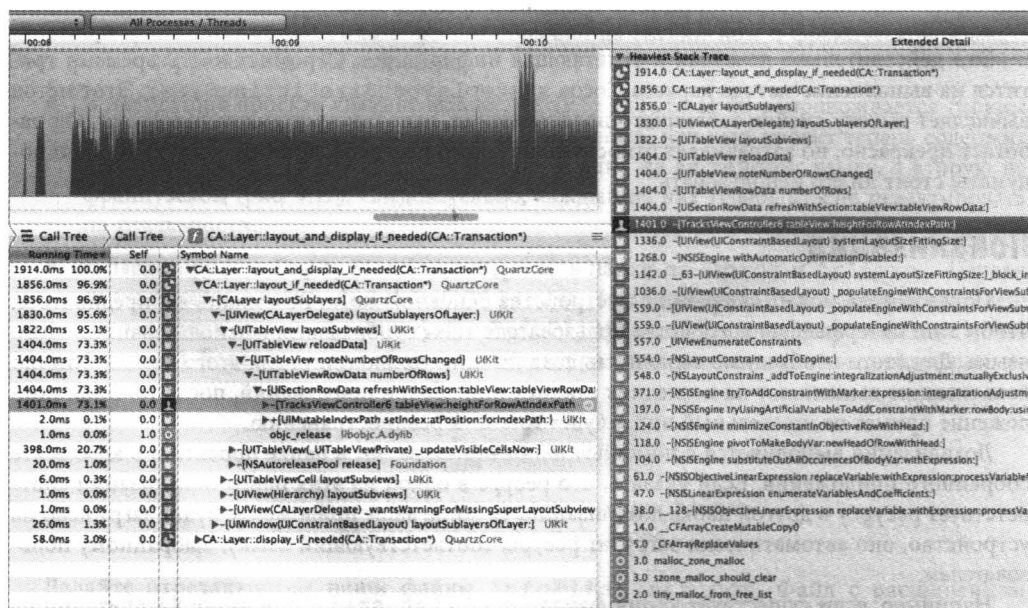 All Processes / Threads
00:08 00:09 00:10
Extended Detail
▼ Heaviest Stack Trace
1914.0 CA::Layer::layout_and_display_if_needed(CA::Transaction*)
1856.0 CA::Layer::layout_if_needed(CA::Transaction*)
1856.0 -[CALayer layoutSublayers]
1830.0 -[UIView(CALayerDelegate) layoutSublayersOfLayer:]
1822.0 -[UITableView layoutSubviews]
1404.0 -[UITableView reloadData]
1404.0 -[UITableView noteNumberOfRowsChanged]
1404.0 -[UITableViewRowData numberOfRows]
1404.0 -[UISectionRowData refreshWithSection:tableView:tableViewRowData:]
1401.0 -[TracksViewController6 tableView:heightForRowAtIndexPath:]
1336.0 -[UIView(UIConstraintBasedLayout) systemLayoutSizeFittingSize:]
1268.0 -[NSISEngine withAutomaticOptimizationDisabled:]
1142.0 __63-[UIView(UIConstraintBasedLayout) systemLayoutSizeFittingSize:]_block_in
1036.0 -[UIView(UIConstraintBasedLayout) _populateEngineWithConstraintsForViewSub
559.0 -[UIView(UIConstraintBasedLayout) _populateEngineWithConstraintsForViewSubt
559.0 -[UIView(UIConstraintBasedLayout) _populateEngineWithConstraintsForViewSubt
557.0 _UIViewEnumerateConstraints
554.0 -[NSLayoutConstraint _addToEngine:]
548.0 -[NSLayoutConstraint _addToEngine:integralizationAdjustment:mutuallyExclusiv
371.0 -[NSISEngine tryToAddConstraintWithMarker:expression:integralizationAdjustm
197.0 -[NSISEngine tryUsingArtificialVariableToAddConstraintWithMarker:rowBody:usi
124.0 -[NSISEngine minimizeConstantInObjectiveRowWithHead:]
118.0 -[NSISEngine pivotToMakeBodyVar:newHeadOfRowWithHead:]
104.0 -[NSISEngine substituteOutAllOccurencesOfBodyVar:withExpression:]
61.0 -[NSISObjectiveLinearExpression replaceVariable:withExpression:processVariable
47.0 -[NSISLinearExpression enumerateVariablesAndCoefficients:]
38.0 __128-[NSISObjectiveLinearExpression replaceVariable:withExpression:processVa
14.0 _CFArrayCreateMutableCopy0
5.0 CFArrayReplaceValues
3.0 malloc_zone_malloc
3.0 szone_malloc_should_clear
2.0 tiny_malloc_from_free_list
Call Tree Call Tree CA::Layer::layout_and_display_if_needed(CA::Transaction*)
Running Time▼ Self Symbol Name
1914.0ms 100.0% 0.0 ▼CA::Layer::layout_and_display_if_needed(CA::Transaction*) QuartzCore
1856.0ms 96.9% 0.0 ▼CA::Layer::layout_if_needed(CA::Transaction*) QuartzCore
1856.0ms 96.9% 0.0 ▼-[CALayer layoutSublayers] QuartzCore
1830.0ms 95.6% 0.0 ▼-[UIView(CALayerDelegate) layoutSublayersOfLayer:] UIKit
1822.0ms 95.1% 0.0 ▼-[UITableView layoutSubviews] UIKit
1404.0ms 73.3% 0.0 ▼-[UITableView reloadData] UIKit
1404.0ms 73.3% 0.0 ▼-[UITableView noteNumberOfRowsChanged] UIKit
1404.0ms 73.3% 0.0 ▼-[UITableViewRowData numberOfRows] UIKit
1404.0ms 73.3% 0.0 ▼-[UISectionRowData refreshWithSection:tableView:tableViewRowDa
1401.0ms 73.1% 0.0 ▶-[TracksViewController6 tableView:heightForRowAtIndexPath
2.0ms 0.1% 0.0 ▶+[UIMutableIndexPath setIndex:atPosition:forIndexPath:] UIKit
1.0ms 0.0% 1.0 objc_release libobjc.A.dylib
398.0ms 20.7% 0.0 ▶-[UITableView(_UITableViewPrivate) _updateVisibleCellsNow:] UIKit
20.0ms 1.0% 0.0 ▶-[NSAutoreleasePool release] Foundation
6.0ms 0.3% 0.0 ▶-[UITableViewCell layoutSubviews] UIKit
1.0ms 0.0% 0.0 ▶-[UIView(Hierarchy) layoutSubviews] UIKit
1.0ms 0.0% 0.0 ▶-[UIView(CALayerDelegate) _wantsWarningForMissingSuperLayoutSubview
26.0ms 1.3% 0.0 ▶-[UIWindow(UIConstraintBasedLayout) layoutSublayersOfLayer:] UIKit
58.0ms 3.0% 0.0 ▶CA::Layer::display_if_needed(CA::Transaction*) QuartzCore